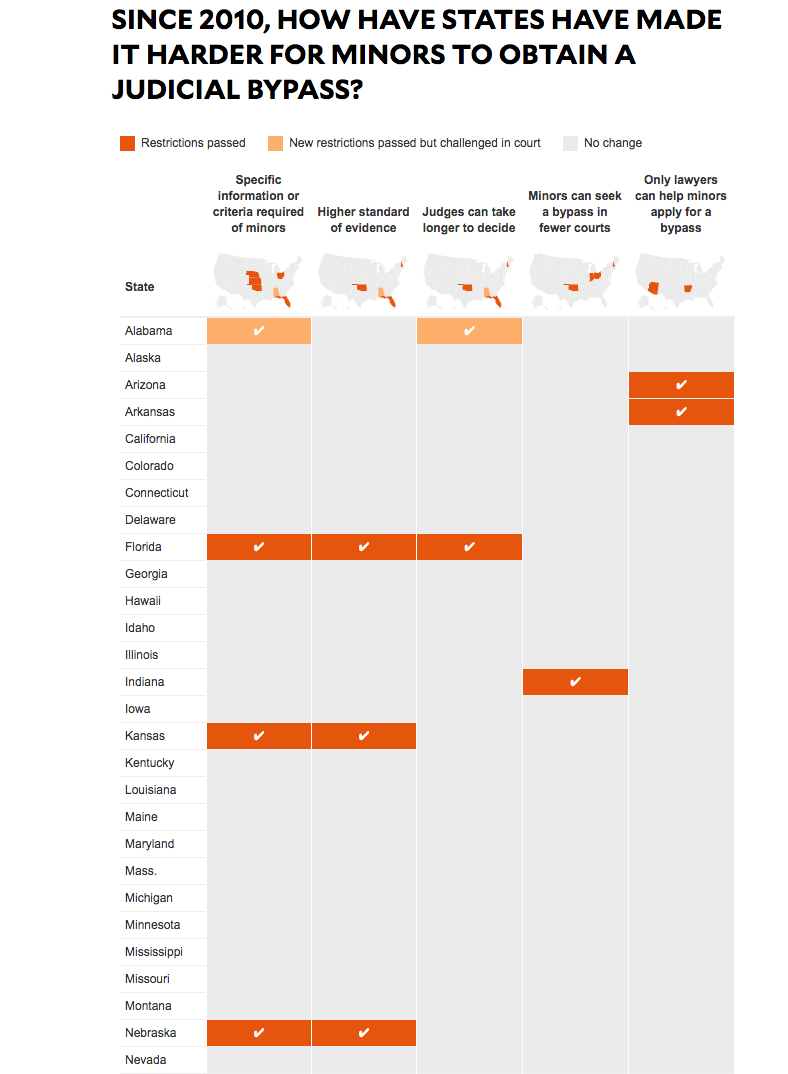 SINCE 2010, HOW HAVE STATES HAVE MADE
IT HARDER FOR MINORS TO OBTAIN A
JUDICIAL BYPASS?
Restrictions passed New restrictions passed but challenged in court No change
Specific
information or
criteria required
of minors
Higher standard
of evidence
Judges can take
longer to decide
Minors can seek
a bypass in
fewer courts
Only lawyers
can help minors
apply for a
bypass
State
Alabama ✔ ✔
Alaska
Arizona ✔
Arkansas ✔
California
Colorado
Connecticut
Delaware
Florida ✔ ✔ ✔
Georgia
Hawaii
Idaho
Illinois
Indiana ✔
Iowa
Kansas ✔ ✔
Kentucky
Louisiana
Maine
Maryland
Mass.
Michigan
Minnesota
Mississippi
Missouri
Montana
Nebraska ✔ ✔
Nevada